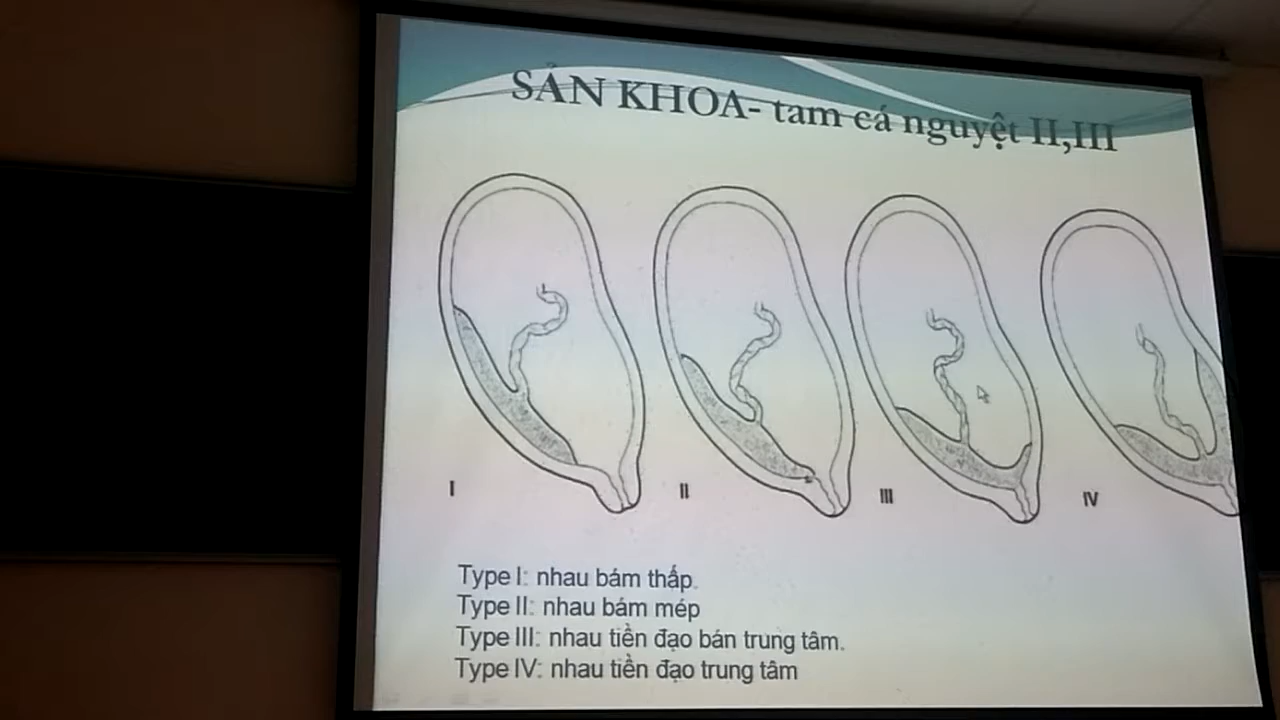 SẢN KHOA- tam cá nguyệt II,III
I
II
III
IV
Type I: nhau bám thấp.
Type II: nhau bám mép
Type III: nhau tiền đạo bán trung tâm.
Type IV: nhau tiền đạo trung tâm